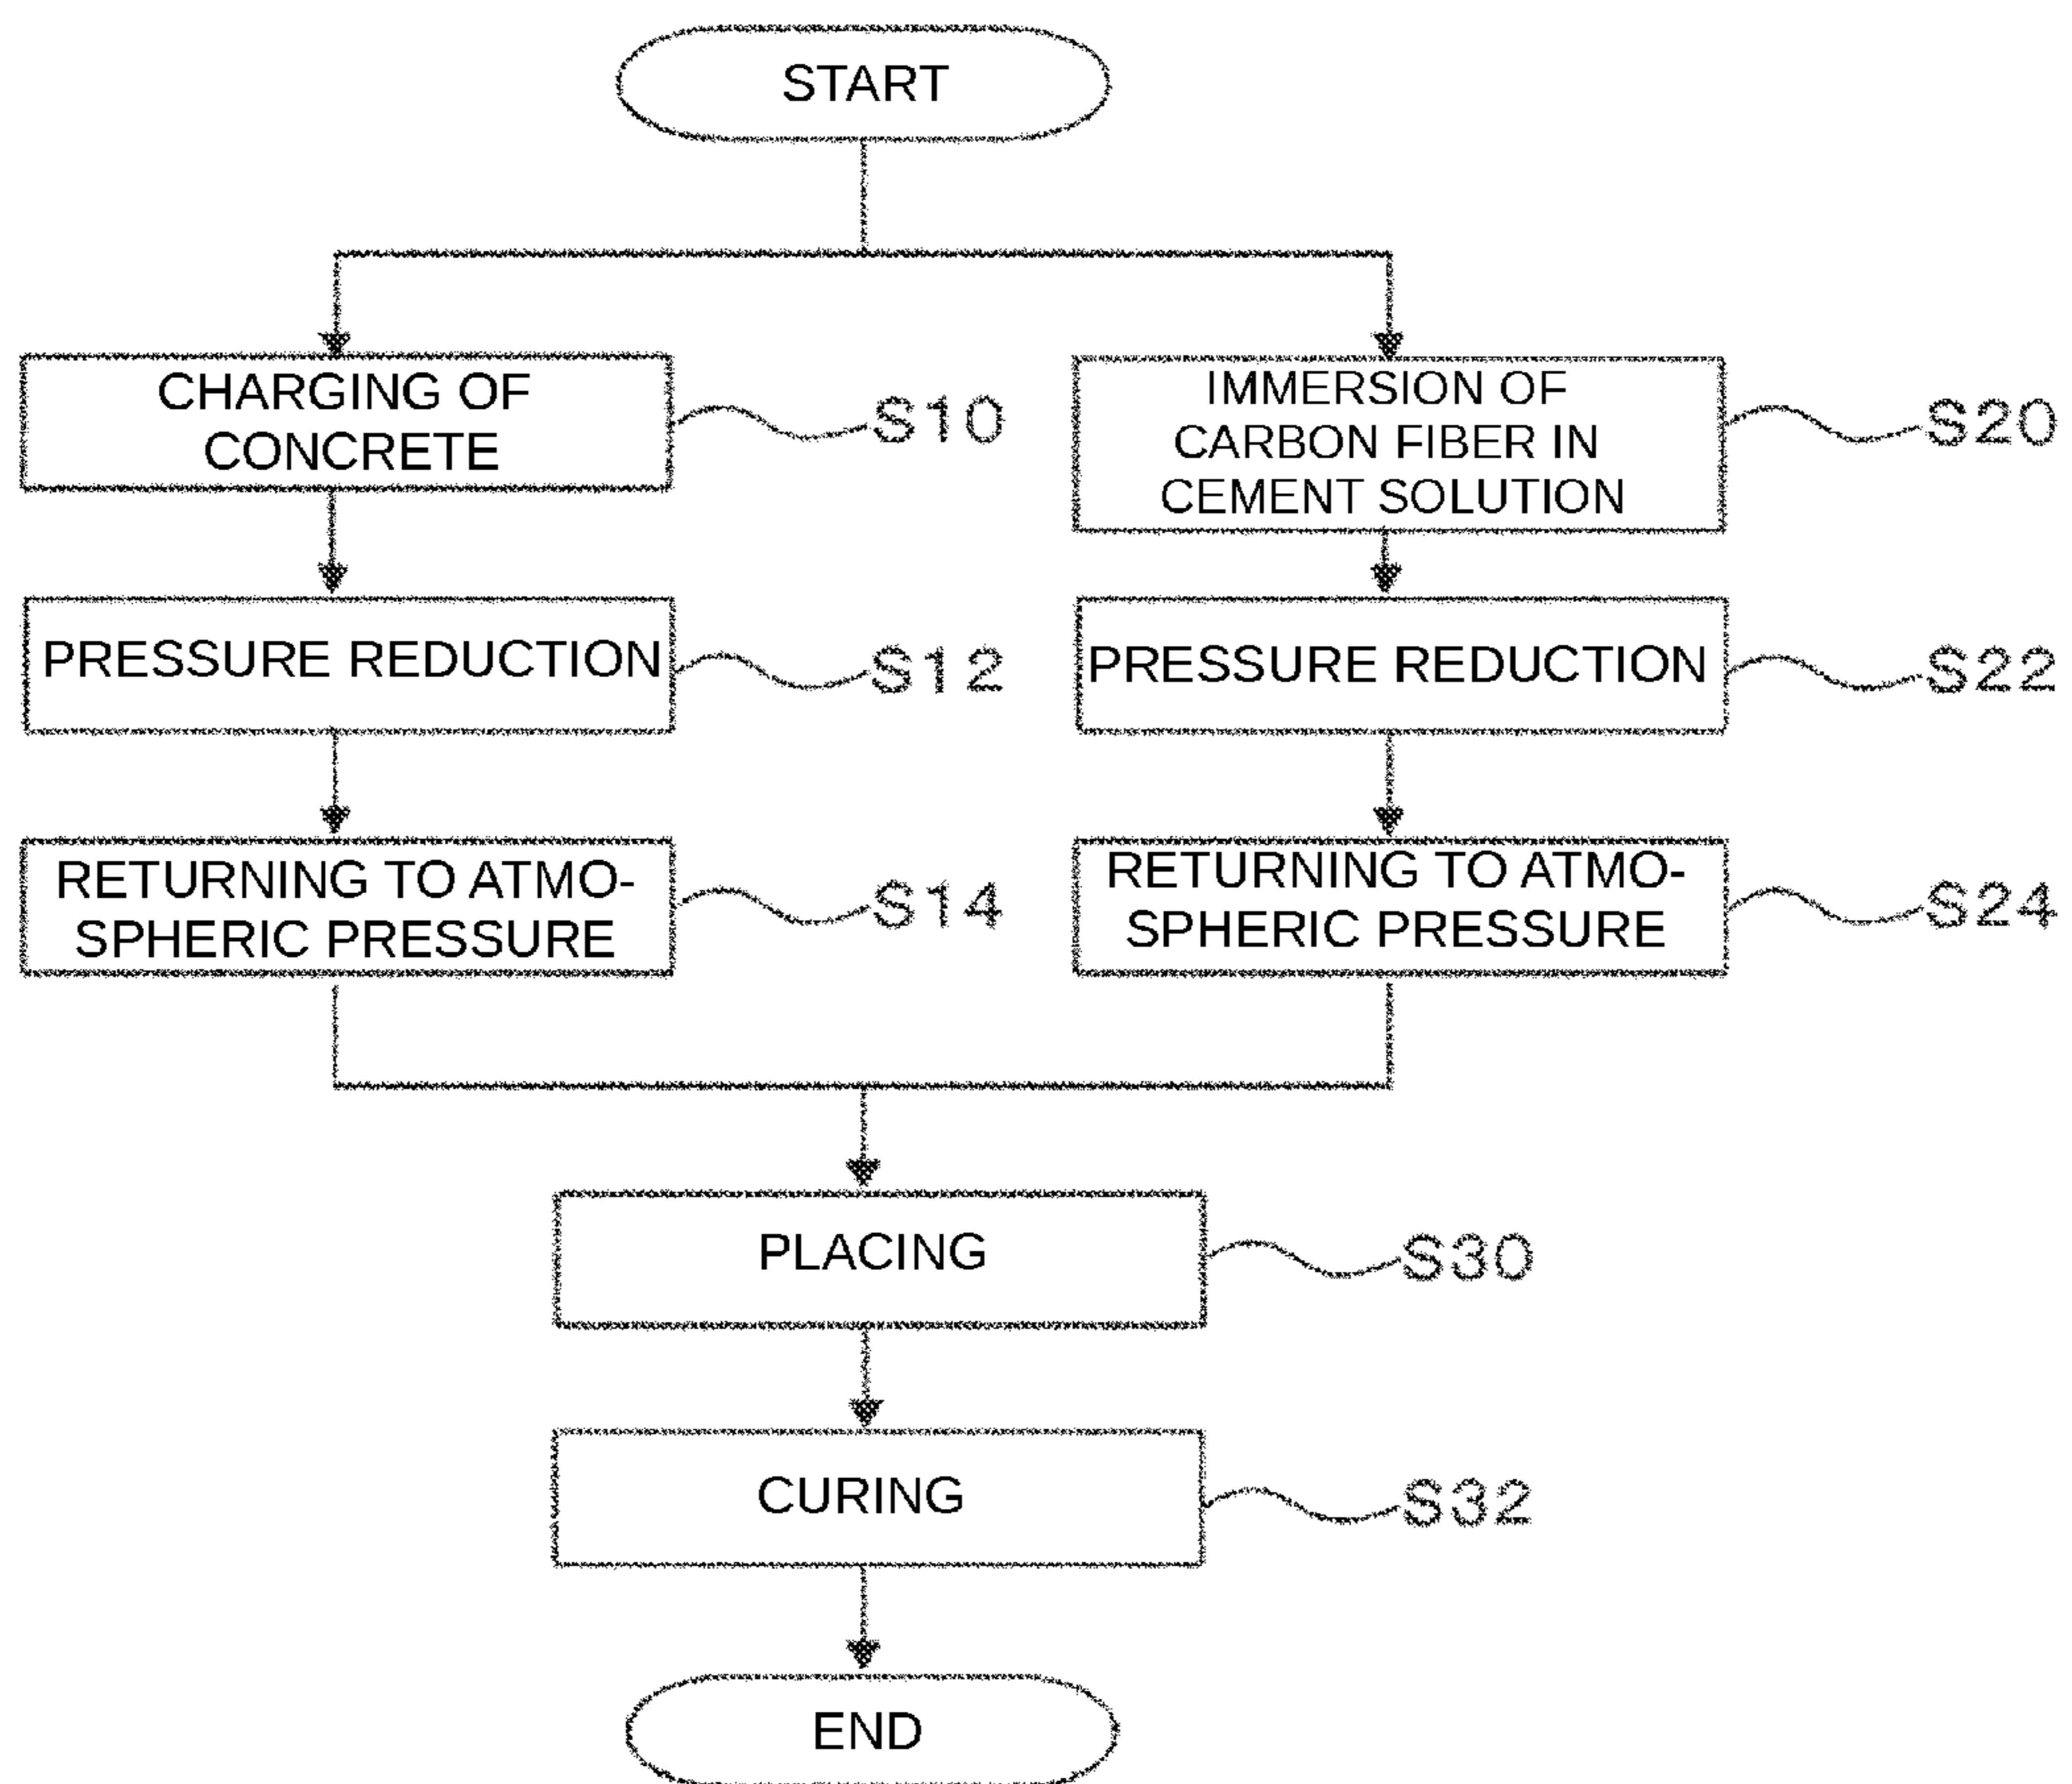 START
CHARGING OF
CONCRETE
S10
IMMERSION OF
CARBON FIBER IN
CEMENT SOLUTION
S20
PRESSURE REDUCTION
S12
PRESSURE REDUCTION
S22
RETURNING TO ATMO-
SPHERIC PRESSURE
S14
RETURNING TO ATMO-
SPHERIC PRESSURE
S24
PLACING
S30
CURING
S32
END